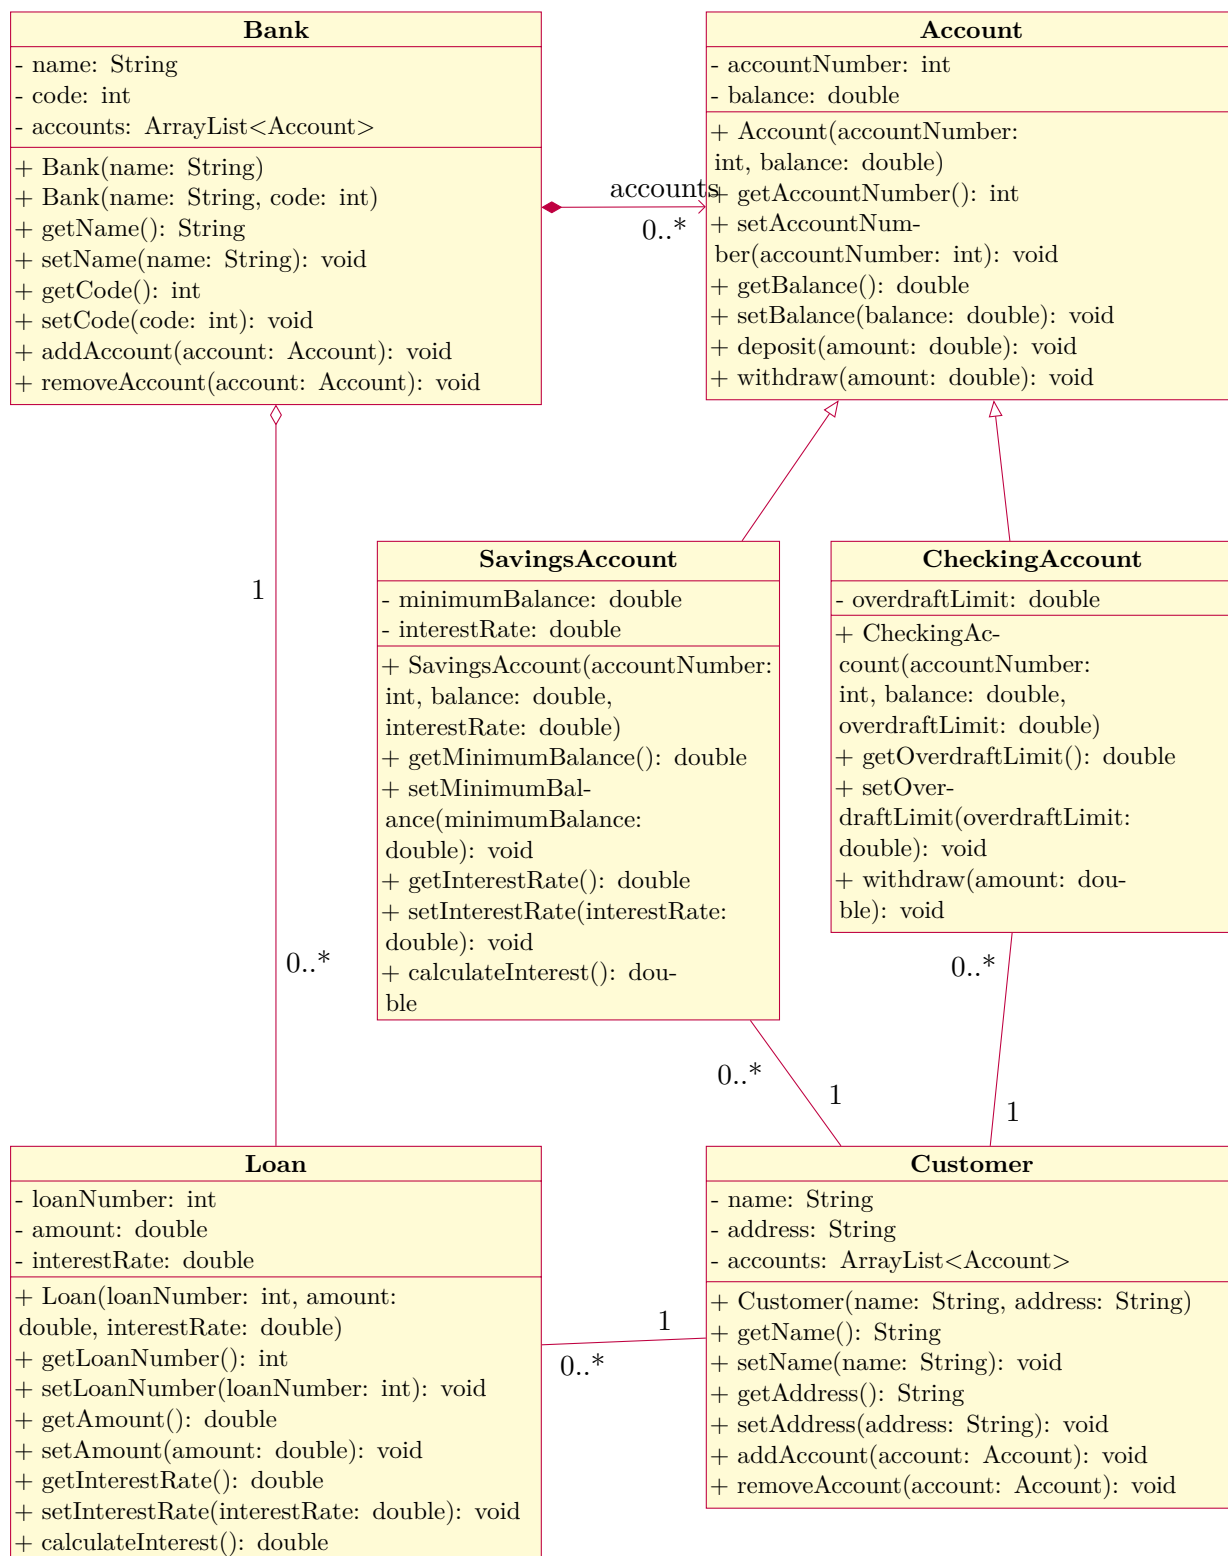 Bank
- name: String
- code: int
- accounts: ArrayList<Account>
+ Bank(name: String)
+ Bank(name: String, code: int)
+ getName(): String
+ setName(name: String): void
+ getCode(): int
+ setCode(code: int): void
+ addAccount(account: Account): void
+ removeAccount(account: Account): void
accounts
0..*
Account
- accountNumber: int
- balance: double
+ Account(accountNumber:
int, balance: double)
+ getAccountNumber(): int
+ setAccountNum-
ber(accountNumber: int): void
+ getBalance(): double
+ setBalance(balance: double): void
+ deposit(amount: double): void
+ withdraw(amount: double): void
1
0..*
SavingsAccount
- minimumBalance: double
- interestRate: double
+ SavingsAccount(accountNumber:
int, balance: double,
interestRate: double)
+ getMinimumBalance(): double
+ setMinimumBal-
ance(minimumBalance:
double): void
+ getInterestRate(): double
+ setInterestRate(interestRate:
double): void
+ calculateInterest(): dou-
ble
CheckingAccount
- overdraftLimit: double
+ CheckingAc-
count(accountNumber:
int, balance: double,
overdraftLimit: double)
+ getOverdraftLimit(): double
+ setOver-
draftLimit(overdraftLimit:
double): void
+ withdraw(amount: dou-
ble): void
0..*
1
0..*
1
Loan
- loanNumber: int
- amount: double
- interestRate: double
+ Loan(loanNumber: int, amount:
double, interestRate: double)
+ getLoanNumber(): int
+ setLoanNumber(loanNumber: int): void
+ getAmount(): double
+ setAmount(amount: double): void
+ getInterestRate(): double
+ setInterestRate(interestRate: double): void
+ calculateInterest(): double
1
0..*
Customer
- name: String
- address: String
- accounts: ArrayList<Account>
+ Customer(name: String, address: String)
+ getName(): String
+ setName(name: String): void
+ getAddress(): String
+ setAddress(address: String): void
+ addAccount(account: Account): void
+ removeAccount(account: Account): void